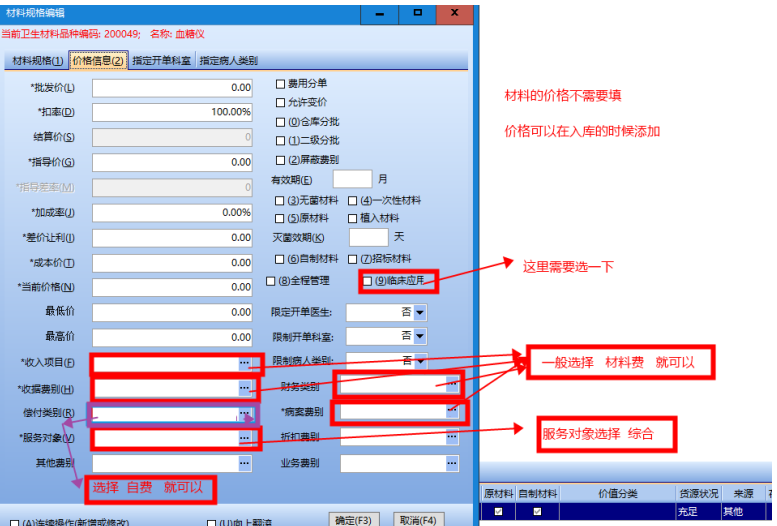 材料规格编辑
当前卫生材料品种编码: 200049; 名称: 血糖仪
材料规格(1) 价格信息(2) 指定开单科室 指定病人类别
*批发价(L) 0.00 费用分单
*扣率(D) 100.00% 允许变价
结算价(S) 0 (0)仓库分批
(1)二级分批
*指导价(G) 0.00 (2)屏蔽费别
*指导差率(M) 0 有效期(E) 月
*加成率(J) 0.00% (3)无菌材料 (4)一次性材料
(5)原材料 植入材料
*差价让利(I) 0.00 灭菌效期(K) 天
*成本价(T) 0.00 (6)自制材料 (7)招标材料
*当前价格(N) 0.00 (8)全程管理 (9)临床应用
最低价 0.00 限定开单医生: 否
最高价 0.00 限制开单科室: 否
*收入项目(F) ... 限制病人类别: 否
*收据费别(H) ... 财务类别 ...
偿付类别(R) ... *病案费别 ...
*服务对象(V) ... 折扣费别 ...
其他费别 ... 业务费别 ...
选择 自费 就可以
(A)连续操作(新增或修改) (U)向上翻滚 确定(F3) 取消(F4)
材料的价格不需要填
价格可以在入库的时候添加
这里需要选一下
一般选择 材料费 就可以
服务对象选择 综合
原材料 自制材料 价值分类 货源状况 来源
充足 其他